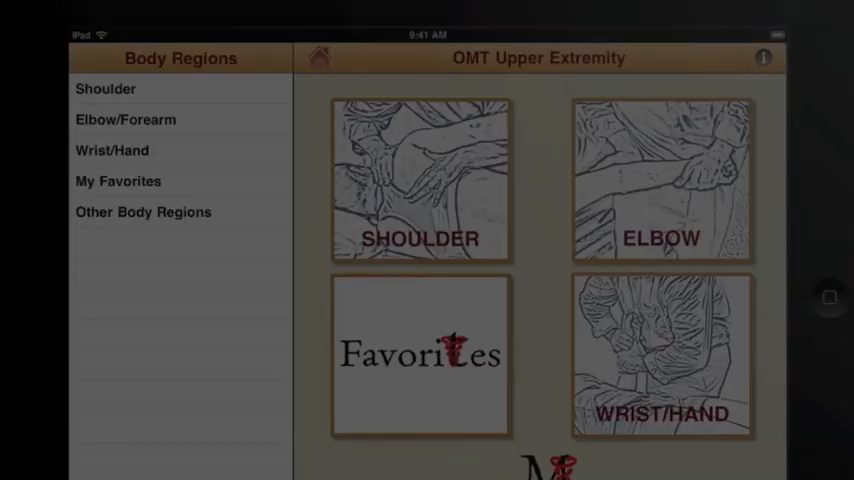 iPad 9:41 AM
Body Regions
OMT Upper Extremity
Shoulder
Elbow/Forearm
Wrist/Hand
My Favorites
Other Body Regions
SHOULDER
ELBOW
Favorites
WRIST/HAND
M